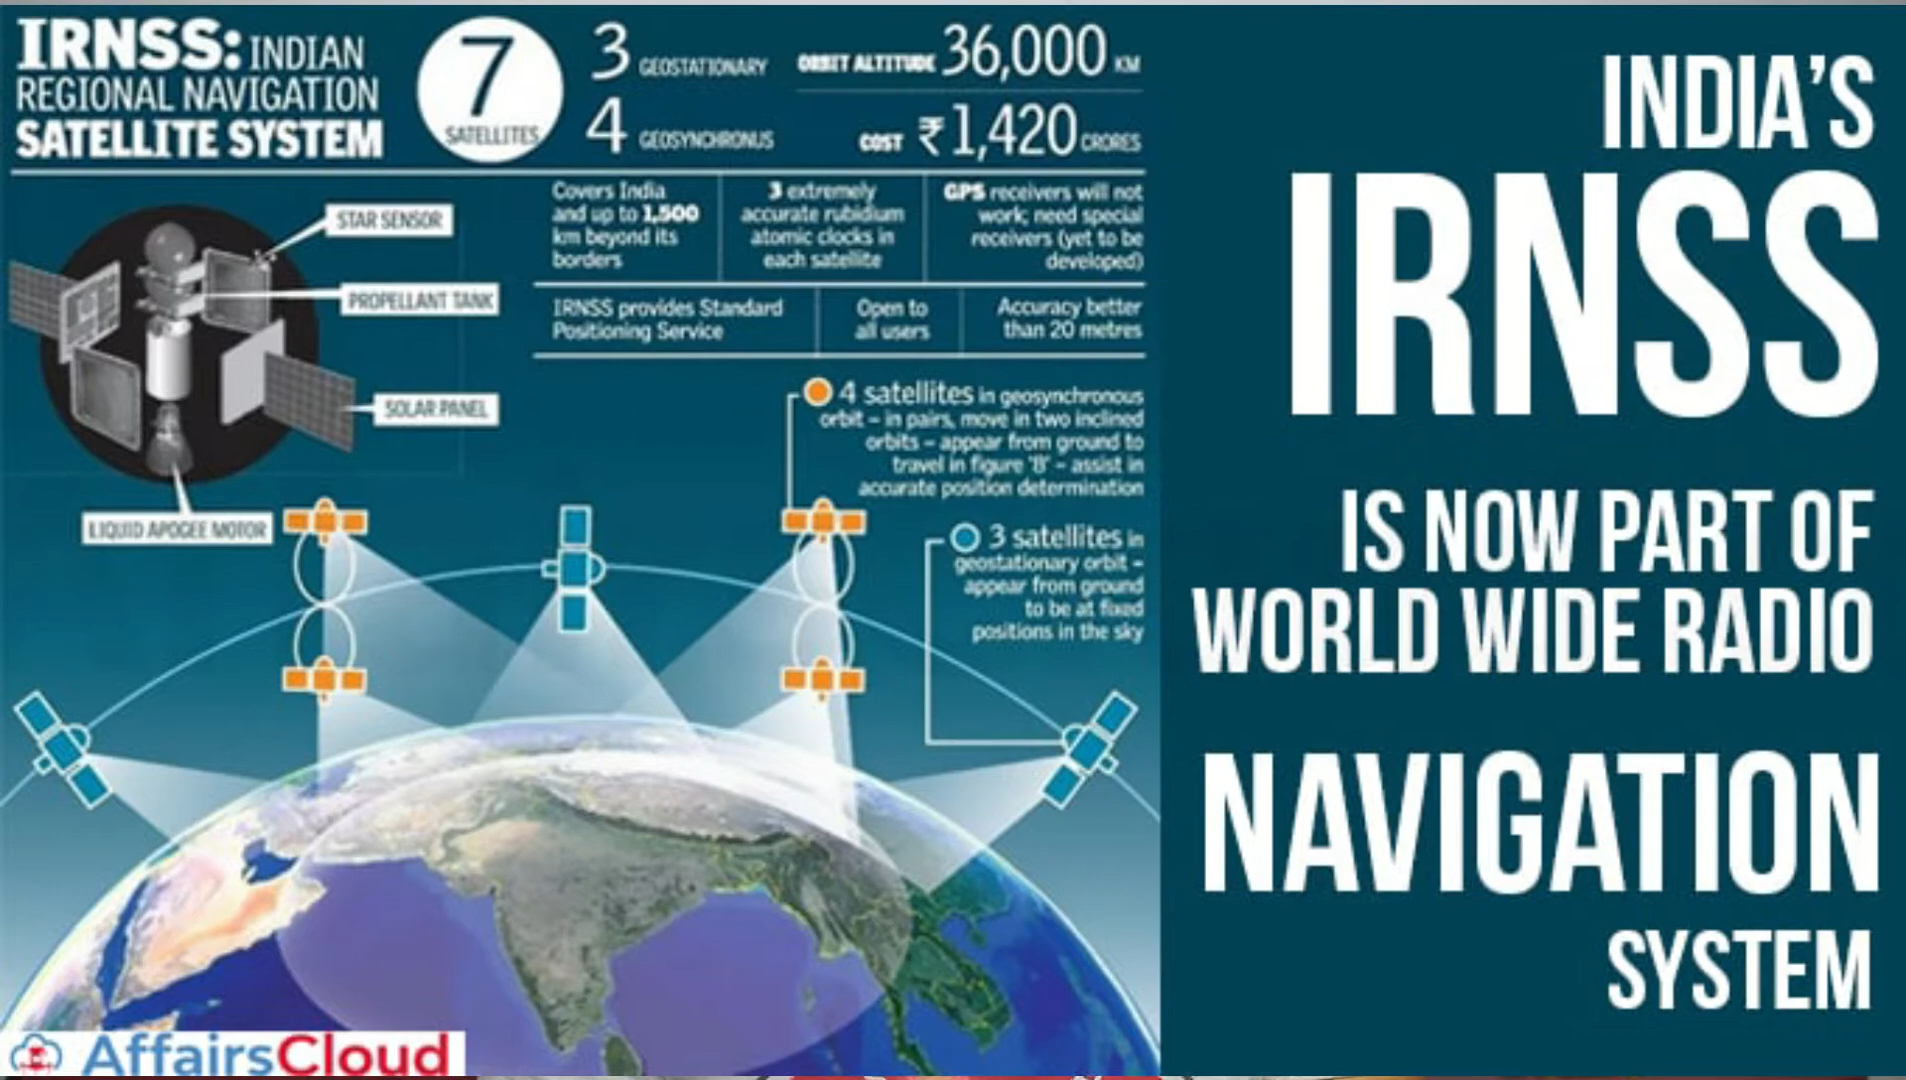 IRNSS: INDIAN
REGIONAL NAVIGATION
SATELLITE SYSTEM
7
SATELLITES
3 GEOSTATIONARY
4 GEOSYNCHRONUS
ORBIT ALTITUDE 36,000 KM
COST ₹1,420 CRORES
STAR SENSOR
PROPELLANT TANK
SOLAR PANEL
LIQUID APOGEE MOTOR
Covers India
and up to 1,500
km beyond its
borders
3 extremely
accurate rubidium
atomic clocks in
each satellite
GPS receivers will not
work; need special
receivers (yet to be
developed)
IRNSS provides Standard
Positioning Service
Open to
all users
Accuracy better
than 20 metres
4 satellites in geosynchronous
orbit – in pairs, move in two inclined
orbits – appear from ground to
travel in figure '8' – assist in
accurate position determination
3 satellites in
geostationary orbit –
appear from ground
to be at fixed
positions in the sky
AffairsCloud
INDIA'S
IRNSS
IS NOW PART OF
WORLD WIDE RADIO
NAVIGATION
SYSTEM